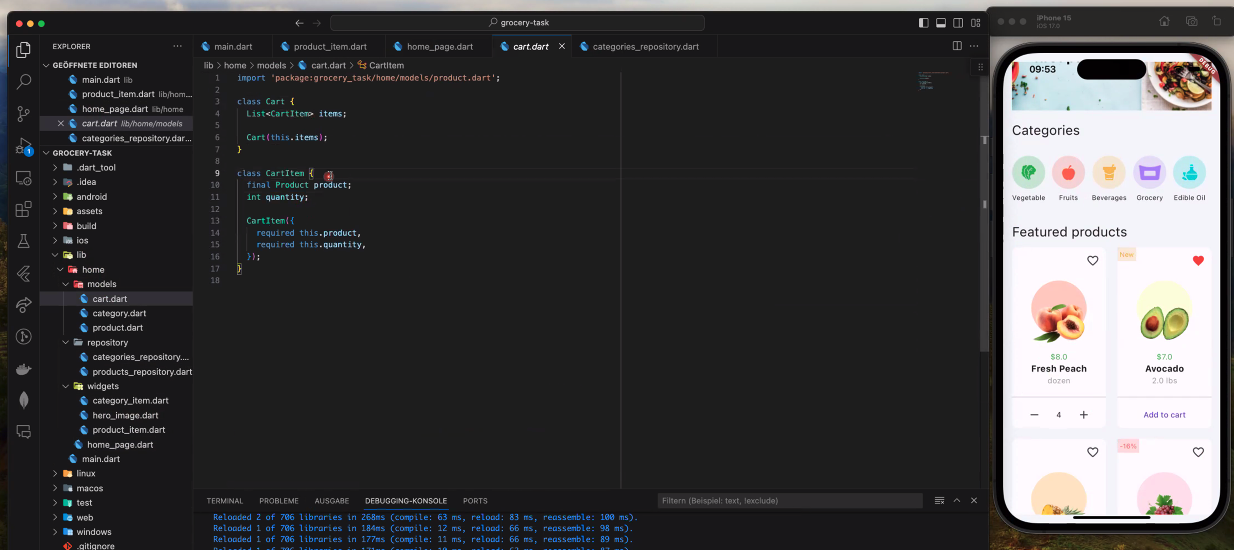 grocery-task
EXPLORER
GEÖFFNETE EDITOREN
main.dart lib
product_item.dart lib/hom...
home_page.dart lib/home
cart.dart lib/home/models
categories_repository.dar...
1
GROCERY-TASK
.dart_tool
.idea
android
assets
build
ios
lib
home
models
cart.dart
category.dart
product.dart
repository
categories_repository....
products_repository.dart
widgets
category_item.dart
hero_image.dart
product_item.dart
home_page.dart
main.dart
linux
macos
test
web
windows
.gitignore
main.dart
product_item.dart
home_page.dart
cart.dart
categories_repository.dart
lib > home > models > cart.dart > CartItem
1 import 'package:grocery_task/home/models/product.dart';
2
3 class Cart {
4 List<CartItem> items;
5
6 Cart(this.items);
7 }
8
9 class CartItem {
10 final Product product;
11 int quantity;
12
13 CartItem({
14 required this.product,
15 required this.quantity,
16 });
17 }
18
TERMINAL PROBLEME AUSGABE DEBUGGING-KONSOLE PORTS
Filtern (Beispiel: text, !exclude)
Reloaded 2 of 706 libraries in 268ms (compile: 63 ms, reload: 83 ms, reassemble: 100 ms).
Reloaded 1 of 706 libraries in 184ms (compile: 12 ms, reload: 66 ms, reassemble: 98 ms).
Reloaded 1 of 706 libraries in 177ms (compile: 11 ms, reload: 66 ms, reassemble: 89 ms).
iPhone 15
iOS 17.0
09:53
DEBUG
Categories
Vegetable
Fruits
Beverages
Grocery
Edible Oil
Featured products
$8.0
Fresh Peach
dozen
4
New
$7.0
Avocado
2.0 lbs
Add to cart
-16%